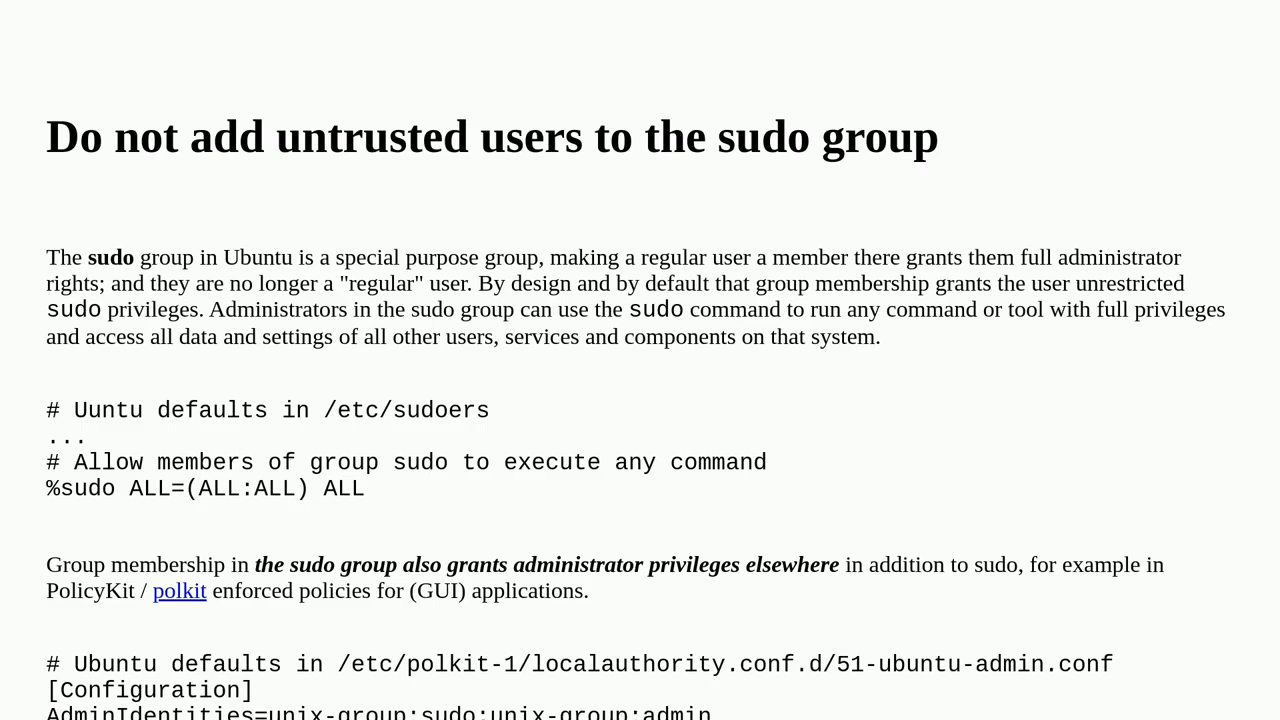 Do not add untrusted users to the sudo group
The sudo group in Ubuntu is a special purpose group, making a regular user a member there grants them full administrator
rights; and they are no longer a "regular" user. By design and by default that group membership grants the user unrestricted
sudo privileges. Administrators in the sudo group can use the sudo command to run any command or tool with full privileges
and access all data and settings of all other users, services and components on that system.
# Uuntu defaults in /etc/sudoers
...
# Allow members of group sudo to execute any command
%sudo ALL=(ALL:ALL) ALL
Group membership in the sudo group also grants administrator privileges elsewhere in addition to sudo, for example in
PolicyKit / polkit enforced policies for (GUI) applications.
# Ubuntu defaults in /etc/polkit-1/localauthority.conf.d/51-ubuntu-admin.conf
[Configuration]
AdminIdentities=unix-group:sudo;unix-group:admin